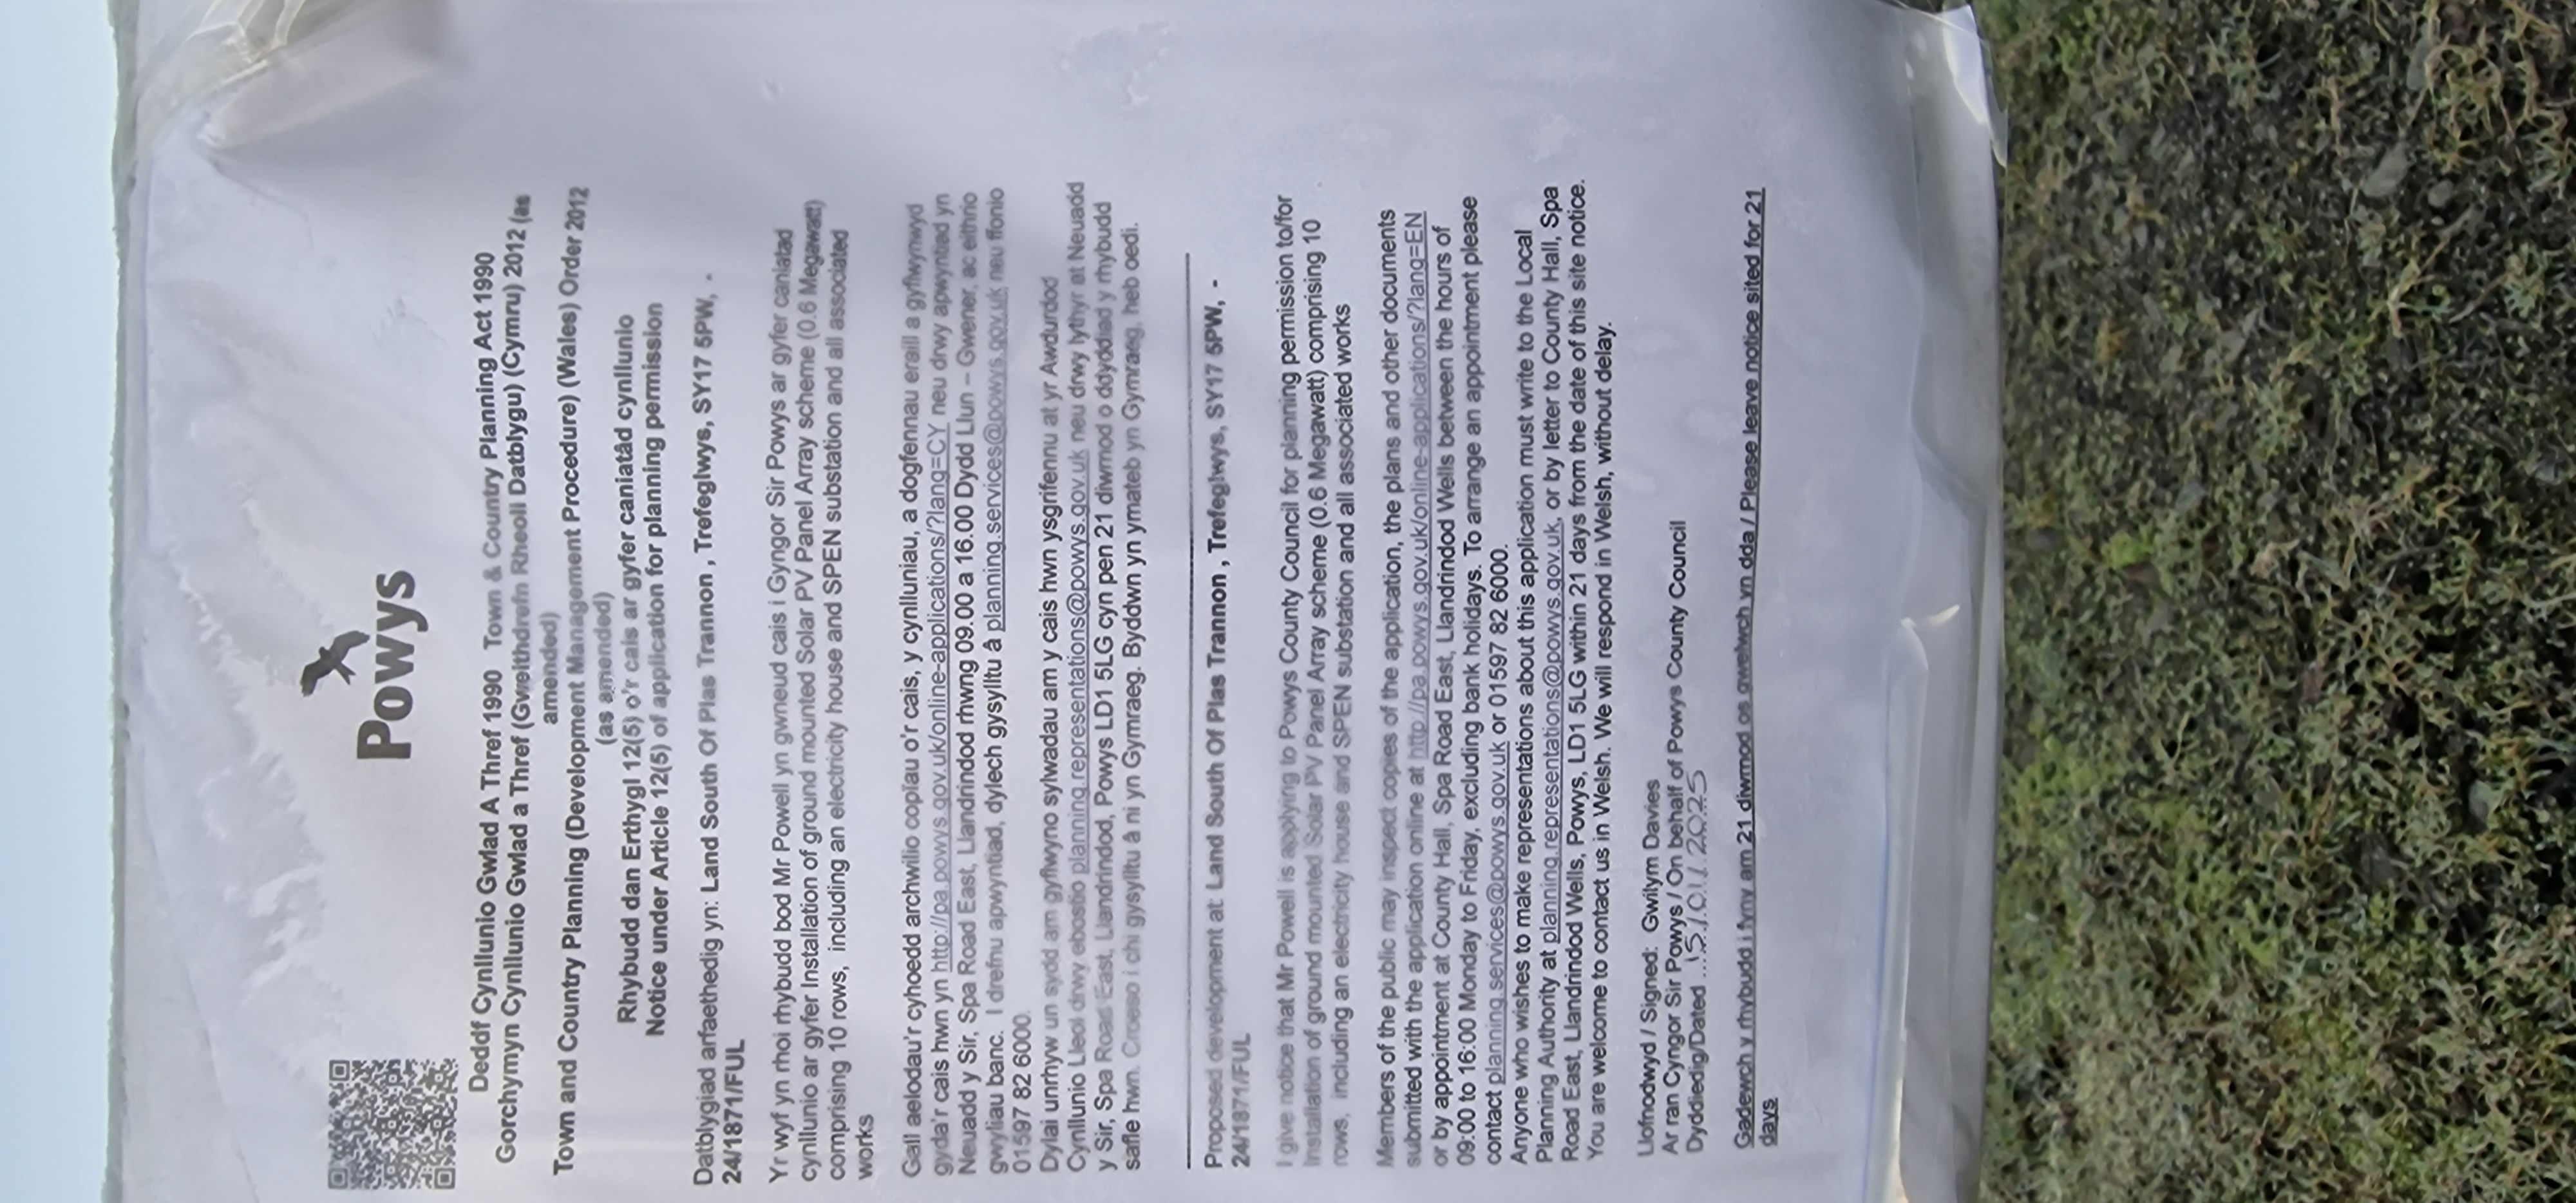 Powys
Deddf Cynllunio Gwlad A Thref 1990 Town & Country Planning Act 1990
Gorchymyn Cynllunio Gwlad a Thref (Gweithdrefn Rheoli Datblygu) (Cymru) 2012 (as
amended)
Town and Country Planning (Development Management Procedure) (Wales) Order 2012
(as amended)
Rhybudd dan Erthygl 12(5) o'r cais ar gyfer caniatâd cynllunio
Notice under Article 12(5) of application for planning permission
Datblygiad arfaethedig yn: Land South Of Plas Trannon , Trefeglwys, SY17 5PW, -
24/1871/FUL
Yr wyf yn rhoi rhybudd bod Mr Powell yn gwneud cais i Gyngor Sir Powys ar gyfer caniatad
cynllunio ar gyfer Installation of ground mounted Solar PV Panel Array scheme (0.6 Megawatt)
comprising 10 rows, including an electricity house and SPEN substation and all associated
works
Gall aelodau'r cyhoedd archwilio copïau o'r cais, y cynlluniau, a dogfennau eraill a gyflwynwyd
gyda'r cais hwn yn http://pa.powys.gov.uk/online-applications/?lang=CY neu drwy apwyntiad yn
Neuadd y Sir, Spa Road East, Llandrindod rhwng 09.00 a 16.00 Dydd Llun – Gwener, ac eithrio
gwyliau banc. I drefnu apwyntiad, dylech gysylltu â planning.services@powys.gov.uk neu ffonio
01597 82 6000.
Dylai unrhyw un sydd am gyflwyno sylwadau am y cais hwn ysgrifennu at yr Awdurdod
Cynllunio Lleol drwy ebostio planning.representations@powys.gov.uk neu drwy lythyr at Neuadd
y Sir, Spa Road East, Llandrindod, Powys LD1 5LG cyn pen 21 diwrnod o ddyddiad y rhybudd
safle hwn. Croeso i chi gysylltu â ni yn Gymraeg. Byddwn yn ymateb yn Gymraeg, heb oedi.
Proposed development at: Land South Of Plas Trannon , Trefeglwys, SY17 5PW, -
24/1871/FUL
I give notice that Mr Powell is applying to Powys County Council for planning permission to/for
Installation of ground mounted Solar PV Panel Array scheme (0.6 Megawatt) comprising 10
rows, including an electricity house and SPEN substation and all associated works
Members of the public may inspect copies of the application, the plans and other documents
submitted with the application online at http://pa.powys.gov.uk/online-applications/?lang=EN
or by appointment at County Hall, Spa Road East, Llandrindod Wells between the hours of
09:00 to 16:00 Monday to Friday, excluding bank holidays. To arrange an appointment please
contact planning.services@powys.gov.uk or 01597 82 6000.
Anyone who wishes to make representations about this application must write to the Local
Planning Authority at planning.representations@powys.gov.uk, or by letter to County Hall, Spa
Road East, Llandrindod Wells, Powys, LD1 5LG within 21 days from the date of this site notice.
You are welcome to contact us in Welsh. We will respond in Welsh, without delay.
Llofnodwyd / Signed: Gwilym Davies
Ar ran Cyngor Sir Powys / On behalf of Powys County Council
Dyddiedig/Dated ...15/01/2025
Gadewch y rhybudd i fyny am 21 diwrnod os gwelwch yn dda / Please leave notice sited for 21
days